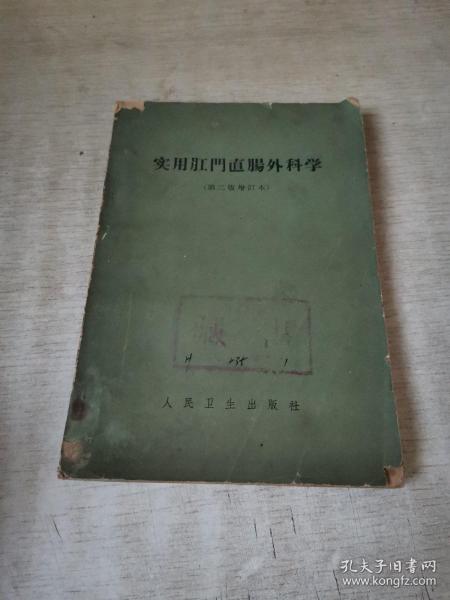 实用肛門直腸外科学
(第二版增訂本)
人民卫生出版社
孔夫子旧书网
www.kongfz.com